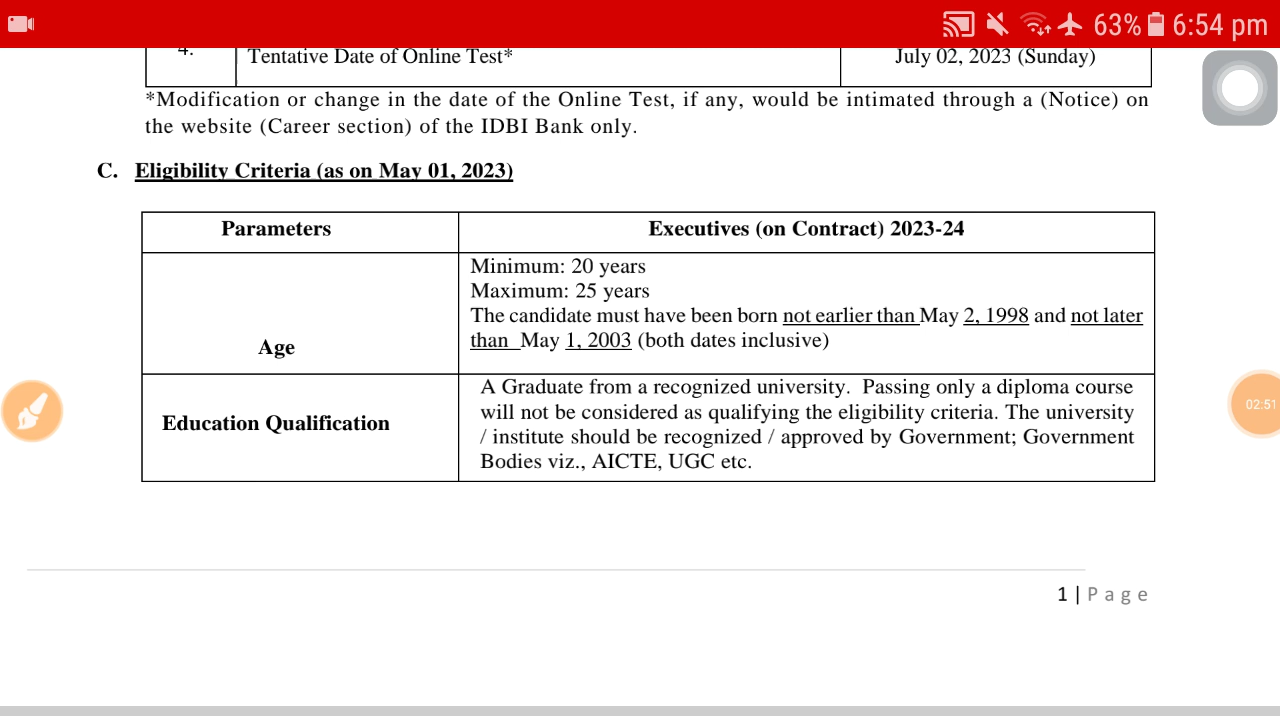 63% 6:54 pm
4. Tentative Date of Online Test* July 02, 2023 (Sunday)
*Modification or change in the date of the Online Test, if any, would be intimated through a (Notice) on
the website (Career section) of the IDBI Bank only.
C. Eligibility Criteria (as on May 01, 2023)
Parameters Executives (on Contract) 2023-24
Minimum: 20 years
Maximum: 25 years
The candidate must have been born not earlier than May 2, 1998 and not later
than May 1, 2003 (both dates inclusive)
Age
A Graduate from a recognized university. Passing only a diploma course
will not be considered as qualifying the eligibility criteria. The university
/ institute should be recognized / approved by Government; Government
Bodies viz., AICTE, UGC etc.
Education Qualification
02:51
1 | Page